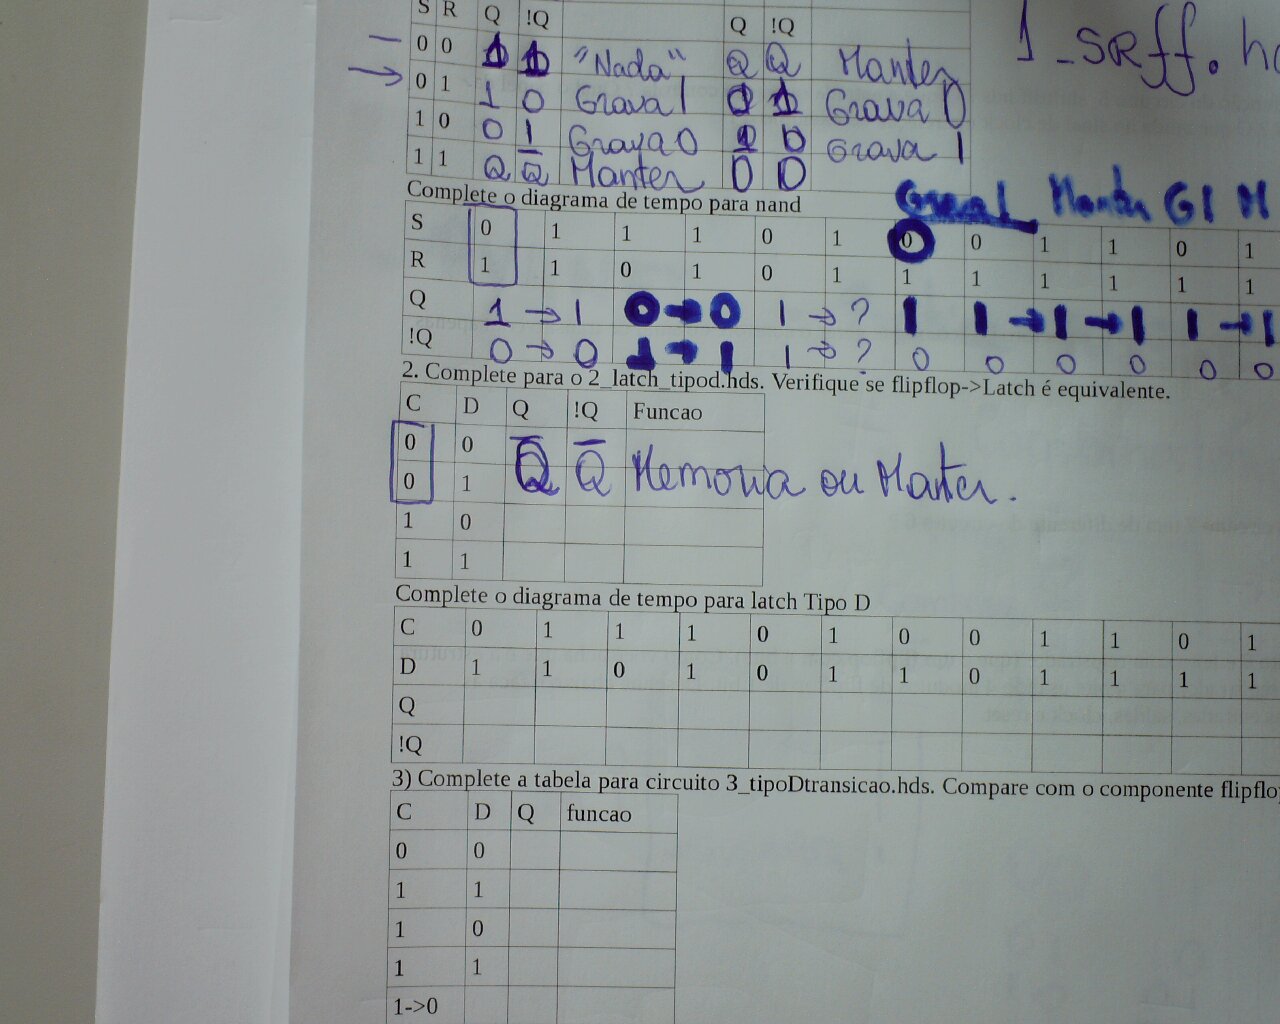 S R Q !Q Q !Q
0 0 1 1 "Nada" Q Q̅ Manter
→ 0 1 1 0 Grava 1 0 1 Grava 0
1 0 0 1 Grava 0 1 0 Grava 1
1 1 Q Q̅ Manter 0 0
1_SRff.h
Complete o diagrama de tempo para nand
Grava 1 Manter G1 M
S 0 1 1 1 0 1 0 0 1 1 0 1
R 1 1 0 1 0 1 1 1 1 1 1 1
Q 1 → 1 0 → 0 1 → ? 1 1 → 1 → 1 1 → 1
!Q 0 → 0 1 → 1 1 → ? 0 0 0 0 0 0
2. Complete para o 2_latch_tipod.hds. Verifique se flipflop->Latch é equivalente.
C D Q !Q Funcao
0 0
Q Q̅ Memoria ou Manter.
0 1
1 0
1 1
Complete o diagrama de tempo para latch Tipo D
C 0 1 1 1 0 1 0 0 1 1 0 1
D 1 1 0 1 0 1 1 0 1 1 1 1
Q
!Q
3) Complete a tabela para circuito 3_tipoDtransicao.hds. Compare com o componente flipflo
C D Q funcao
0 0
1 1
1 0
1 1
1->0